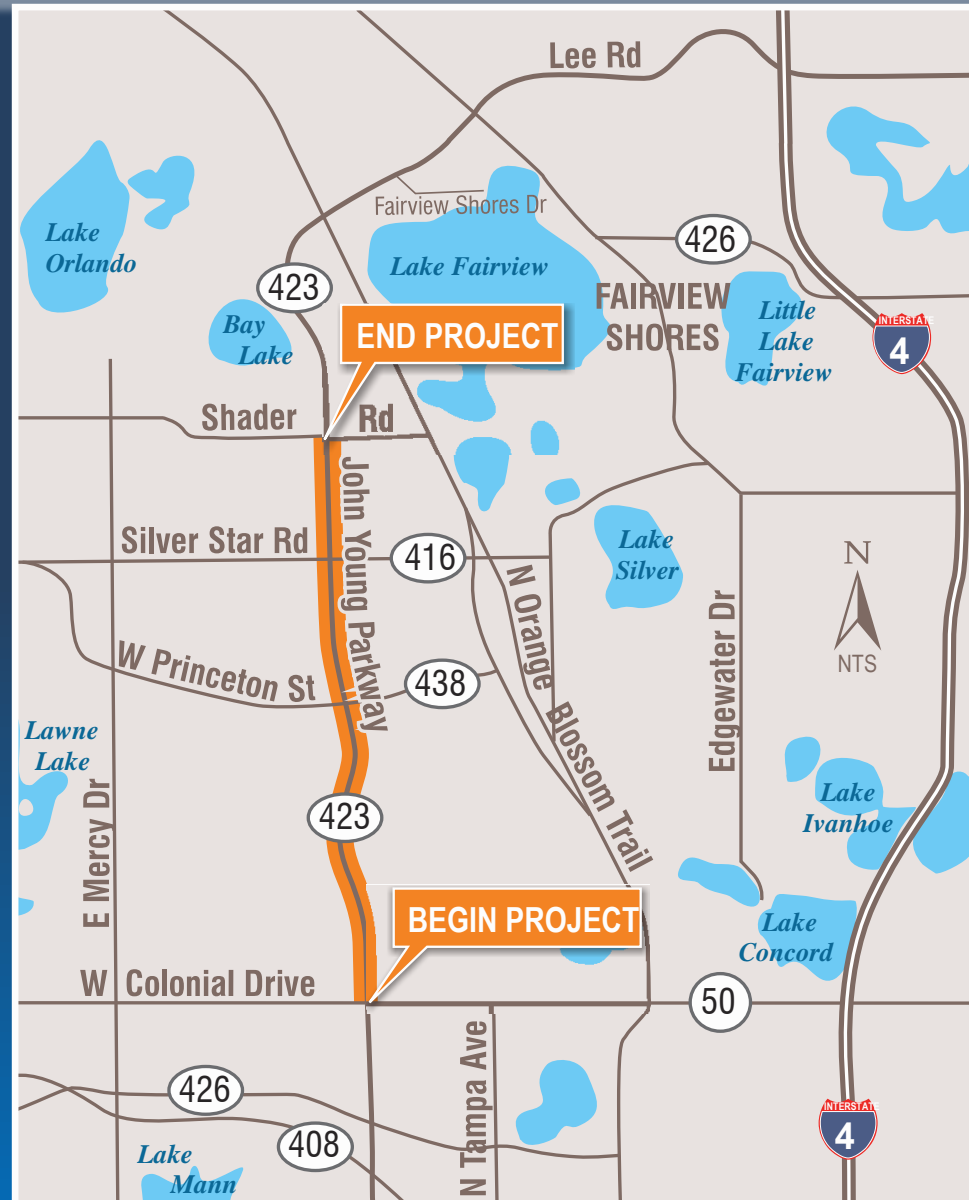 Lee Rd
Fairview Shores Dr
Lake
Orlando
426
Lake Fairview
423
FAIRVIEW
SHORES
Little
Lake
Fairview
Bay
Lake
END PROJECT
INTERSTATE
4
Shader Rd
John Young Parkway
Silver Star Rd
416
Lake
Silver
N
NTS
N Orange Blossom Trail
Edgewater Dr
W Princeton St
438
Lawne
Lake
E Mercy Dr
423
Lake
Ivanhoe
BEGIN PROJECT
Lake
Concord
W Colonial Drive
50
N Tampa Ave
426
408
INTERSTATE
4
Lake
Mann